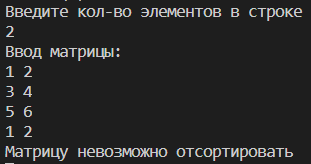 Введите кол-во элементов в строке
2
Ввод матрицы:
1 2
3 4
5 6
1 2
Матрицу невозможно отсортировать